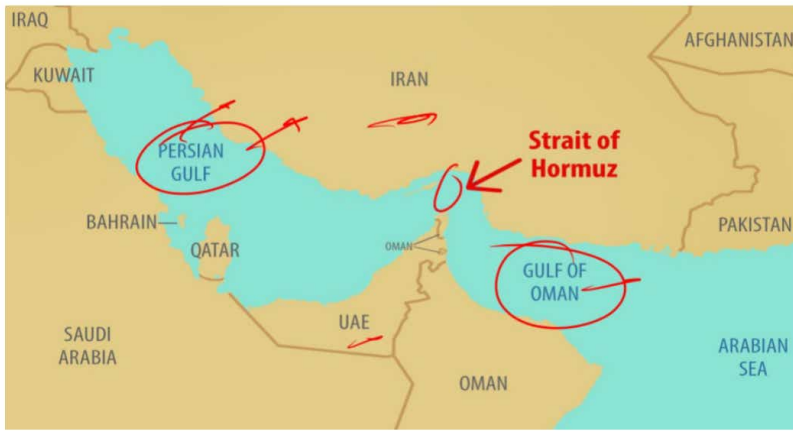 IRAQ
AFGHANISTAN
KUWAIT
IRAN
Strait of
Hormuz
PERSIAN
GULF
BAHRAIN
PAKISTAN
QATAR
OMAN
GULF OF
OMAN
UAE
SAUDI
ARABIA
ARABIAN
SEA
OMAN